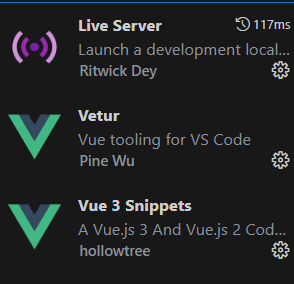 Live Server 117ms
Launch a development local...
Ritwick Dey
Vetur
Vue tooling for VS Code
Pine Wu
Vue 3 Snippets
A Vue.js 3 And Vue.js 2 Cod...
hollowtree